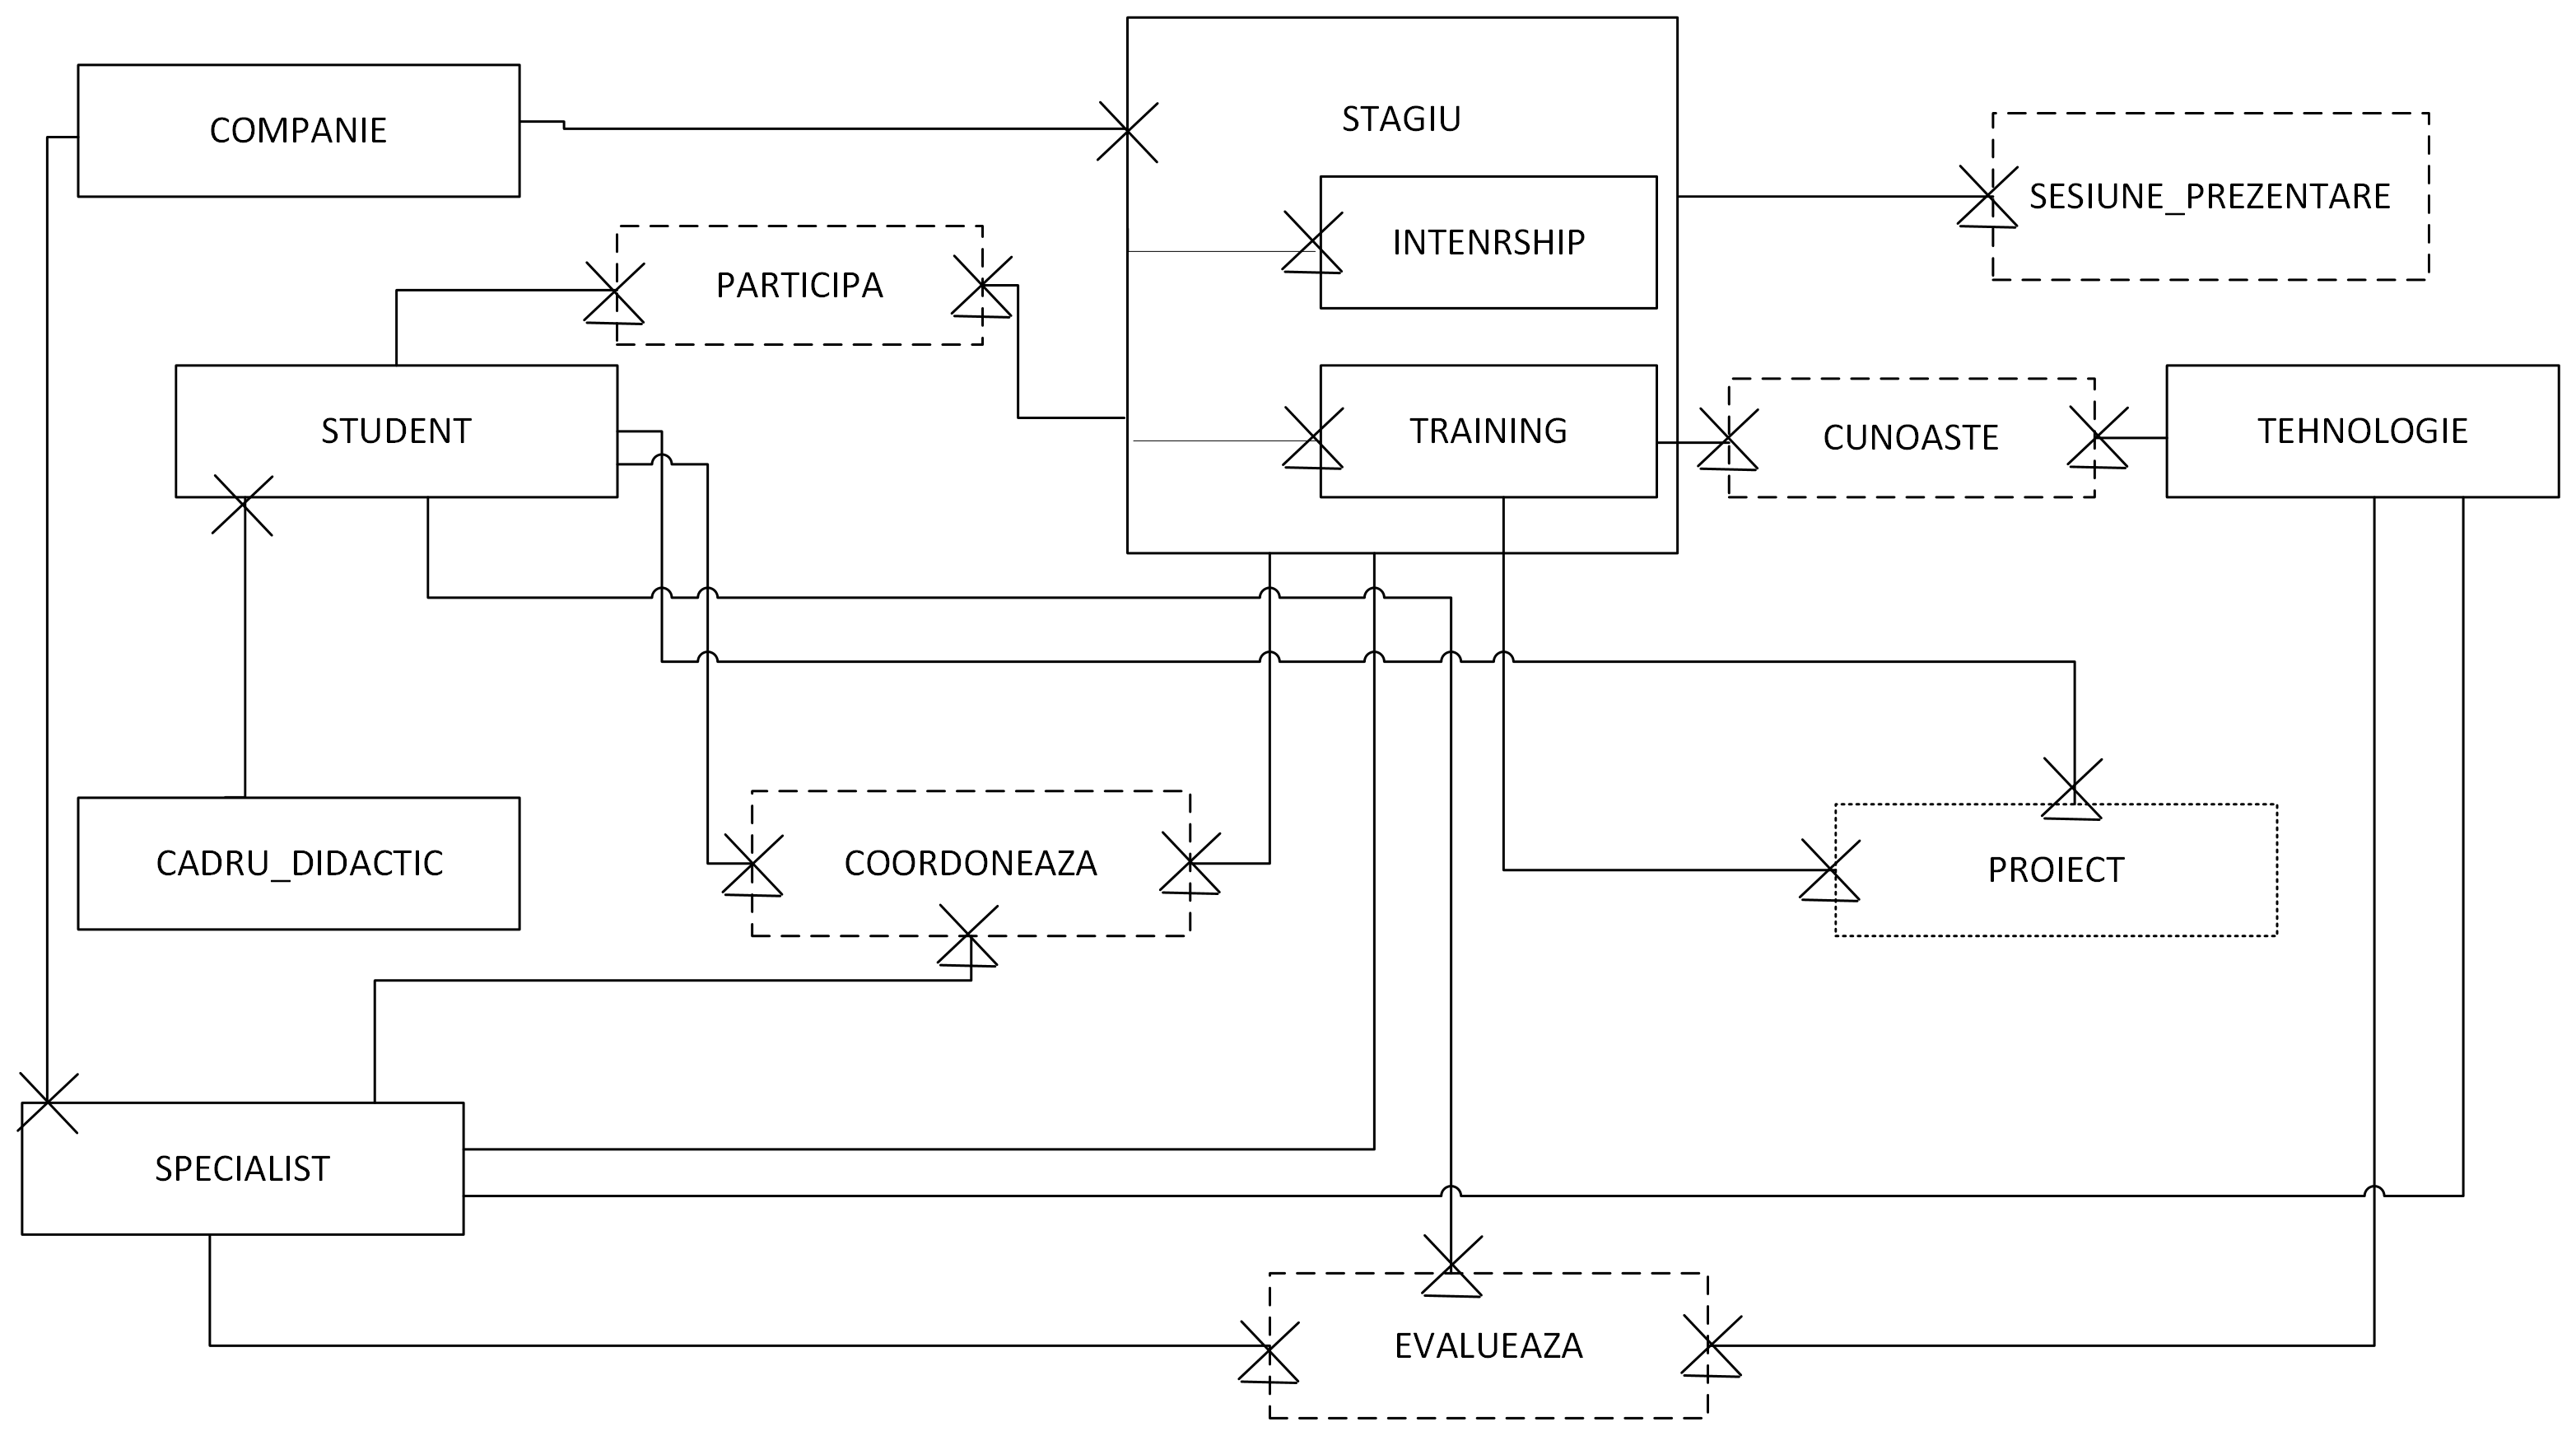 STAGIU
COMPANIE
SESIUNE_PREZENTARE
INTENRSHIP
PARTICIPA
STUDENT
TRAINING
CUNOASTE
TEHNOLOGIE
CADRU_DIDACTIC
COORDONEAZA
PROIECT
SPECIALIST
EVALUEAZA